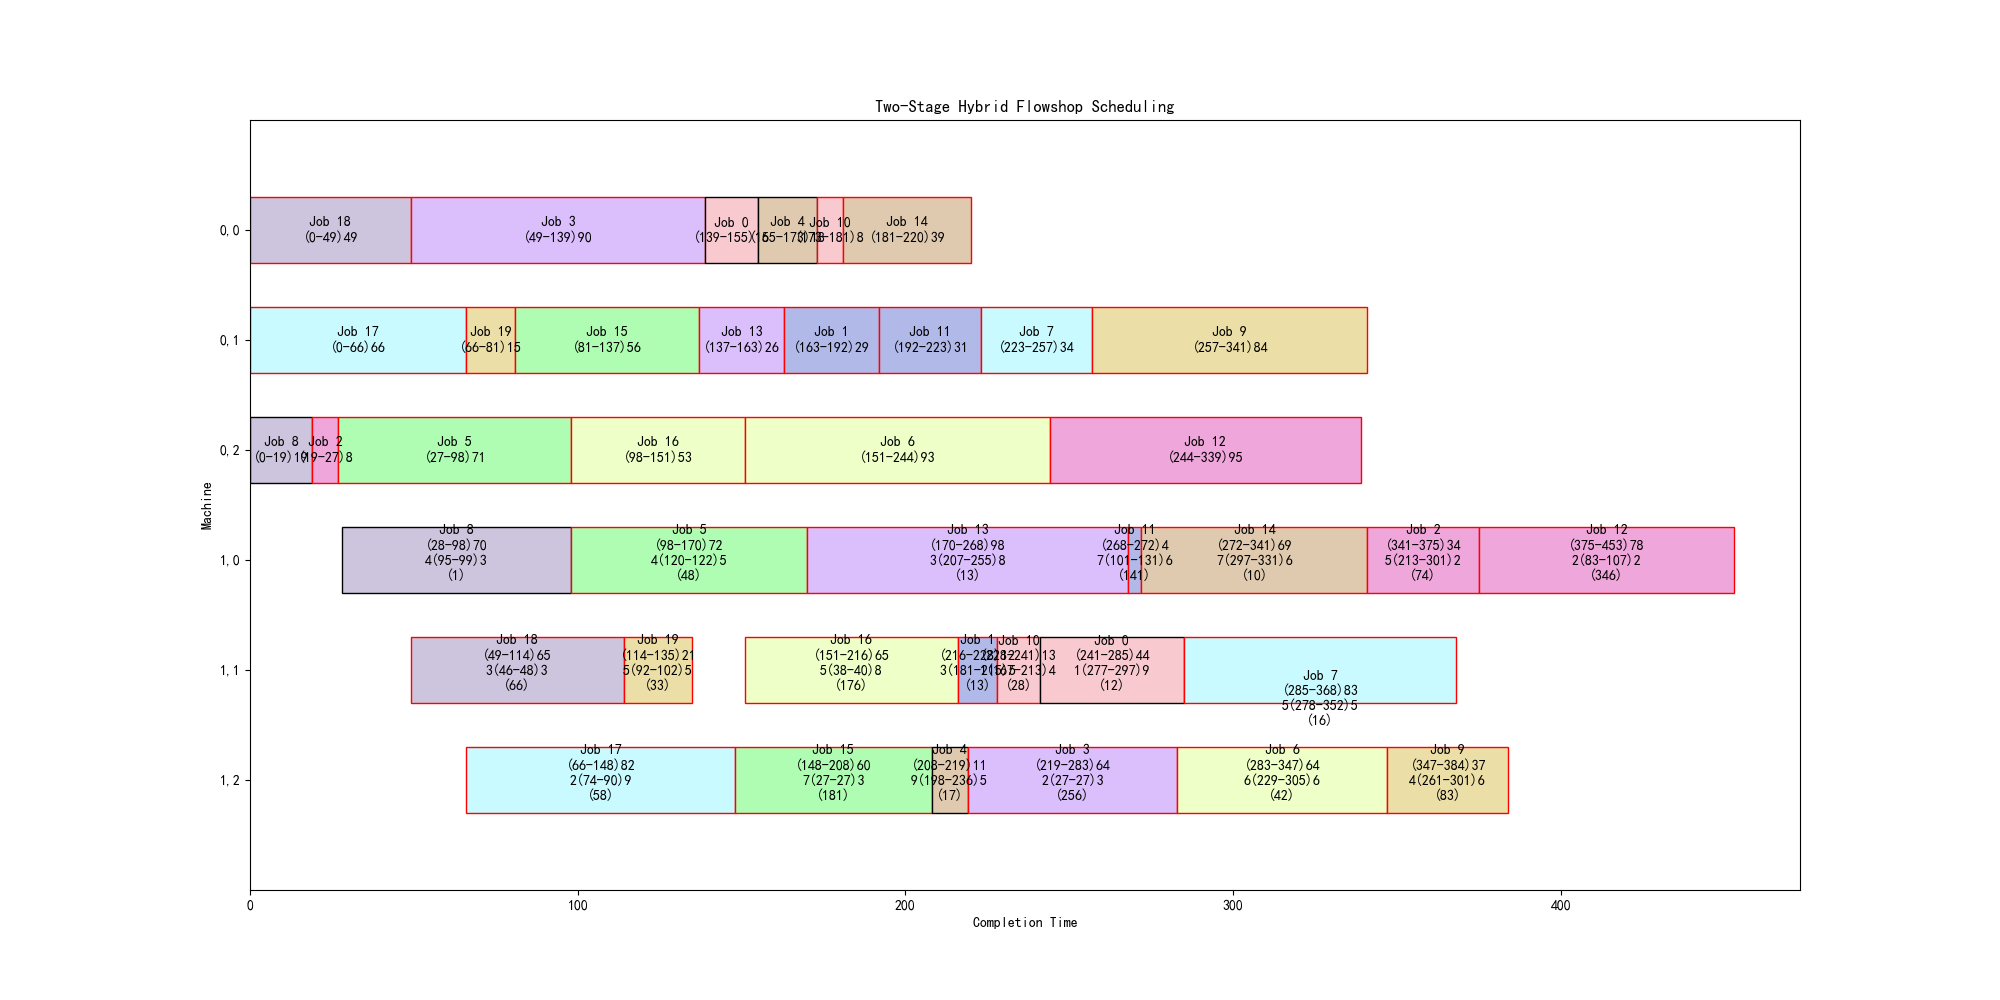 Two-Stage Hybrid Flowshop Scheduling
Machine
0,0
Job 18
(0-49)49
Job 3
(49-139)90
Job 0
(139-155)16
Job 4
(155-173)18
Job 10
(173-181)8
Job 14
(181-220)39
0,1
Job 17
(0-66)66
Job 19
(66-81)15
Job 15
(81-137)56
Job 13
(137-163)26
Job 1
(163-192)29
Job 11
(192-223)31
Job 7
(223-257)34
Job 9
(257-341)84
0,2
Job 8
(0-19)19
Job 2
(19-27)8
Job 5
(27-98)71
Job 16
(98-151)53
Job 6
(151-244)93
Job 12
(244-339)95
1,0
Job 8
(28-98)70
4(95-99)3
(1)
Job 5
(98-170)72
4(120-122)5
(48)
Job 13
(170-268)98
3(207-255)8
(13)
Job 11
(268-272)4
7(101-131)6
(141)
Job 14
(272-341)69
7(297-331)6
(10)
Job 2
(341-375)34
5(213-301)2
(74)
Job 12
(375-453)78
2(83-107)2
(346)
1,1
Job 18
(49-114)65
3(46-48)3
(66)
Job 19
(114-135)21
5(92-102)5
(33)
Job 16
(151-216)65
5(38-40)8
(176)
Job 1
(216-228)12
(13)
Job 10
(228-241)13
(28)
Job 0
(241-285)44
1(277-297)9
(12)
Job 7
(285-368)83
5(278-352)5
(16)
1,2
Job 17
(66-148)82
2(74-90)9
(58)
Job 15
(148-208)60
7(27-27)3
(181)
Job 4
(208-219)11
9(198-236)5
(17)
Job 3
(219-283)64
2(27-27)3
(256)
Job 6
(283-347)64
6(229-305)6
(42)
Job 9
(347-384)37
4(261-301)6
(83)
0 100 200 300 400
Completion Time